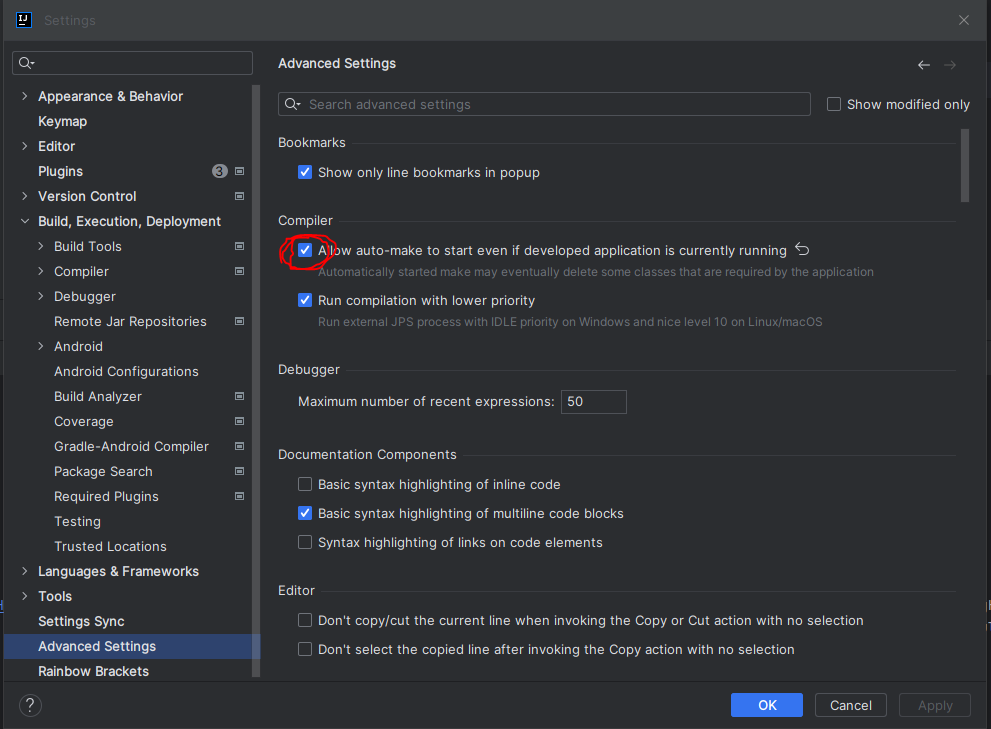 IJ
Settings
Appearance & Behavior
Keymap
Editor
Plugins 3
Version Control
Build, Execution, Deployment
Build Tools
Compiler
Debugger
Remote Jar Repositories
Android
Android Configurations
Build Analyzer
Coverage
Gradle-Android Compiler
Package Search
Required Plugins
Testing
Trusted Locations
Languages & Frameworks
Tools
Settings Sync
Advanced Settings
Rainbow Brackets
?
Advanced Settings
Search advanced settings
Show modified only
Bookmarks
Show only line bookmarks in popup
Compiler
Allow auto-make to start even if developed application is currently running
Automatically started make may eventually delete some classes that are required by the application
Run compilation with lower priority
Run external JPS process with IDLE priority on Windows and nice level 10 on Linux/macOS
Debugger
Maximum number of recent expressions: 50
Documentation Components
Basic syntax highlighting of inline code
Basic syntax highlighting of multiline code blocks
Syntax highlighting of links on code elements
Editor
Don't copy/cut the current line when invoking the Copy or Cut action with no selection
Don't select the copied line after invoking the Copy action with no selection
OK Cancel Apply